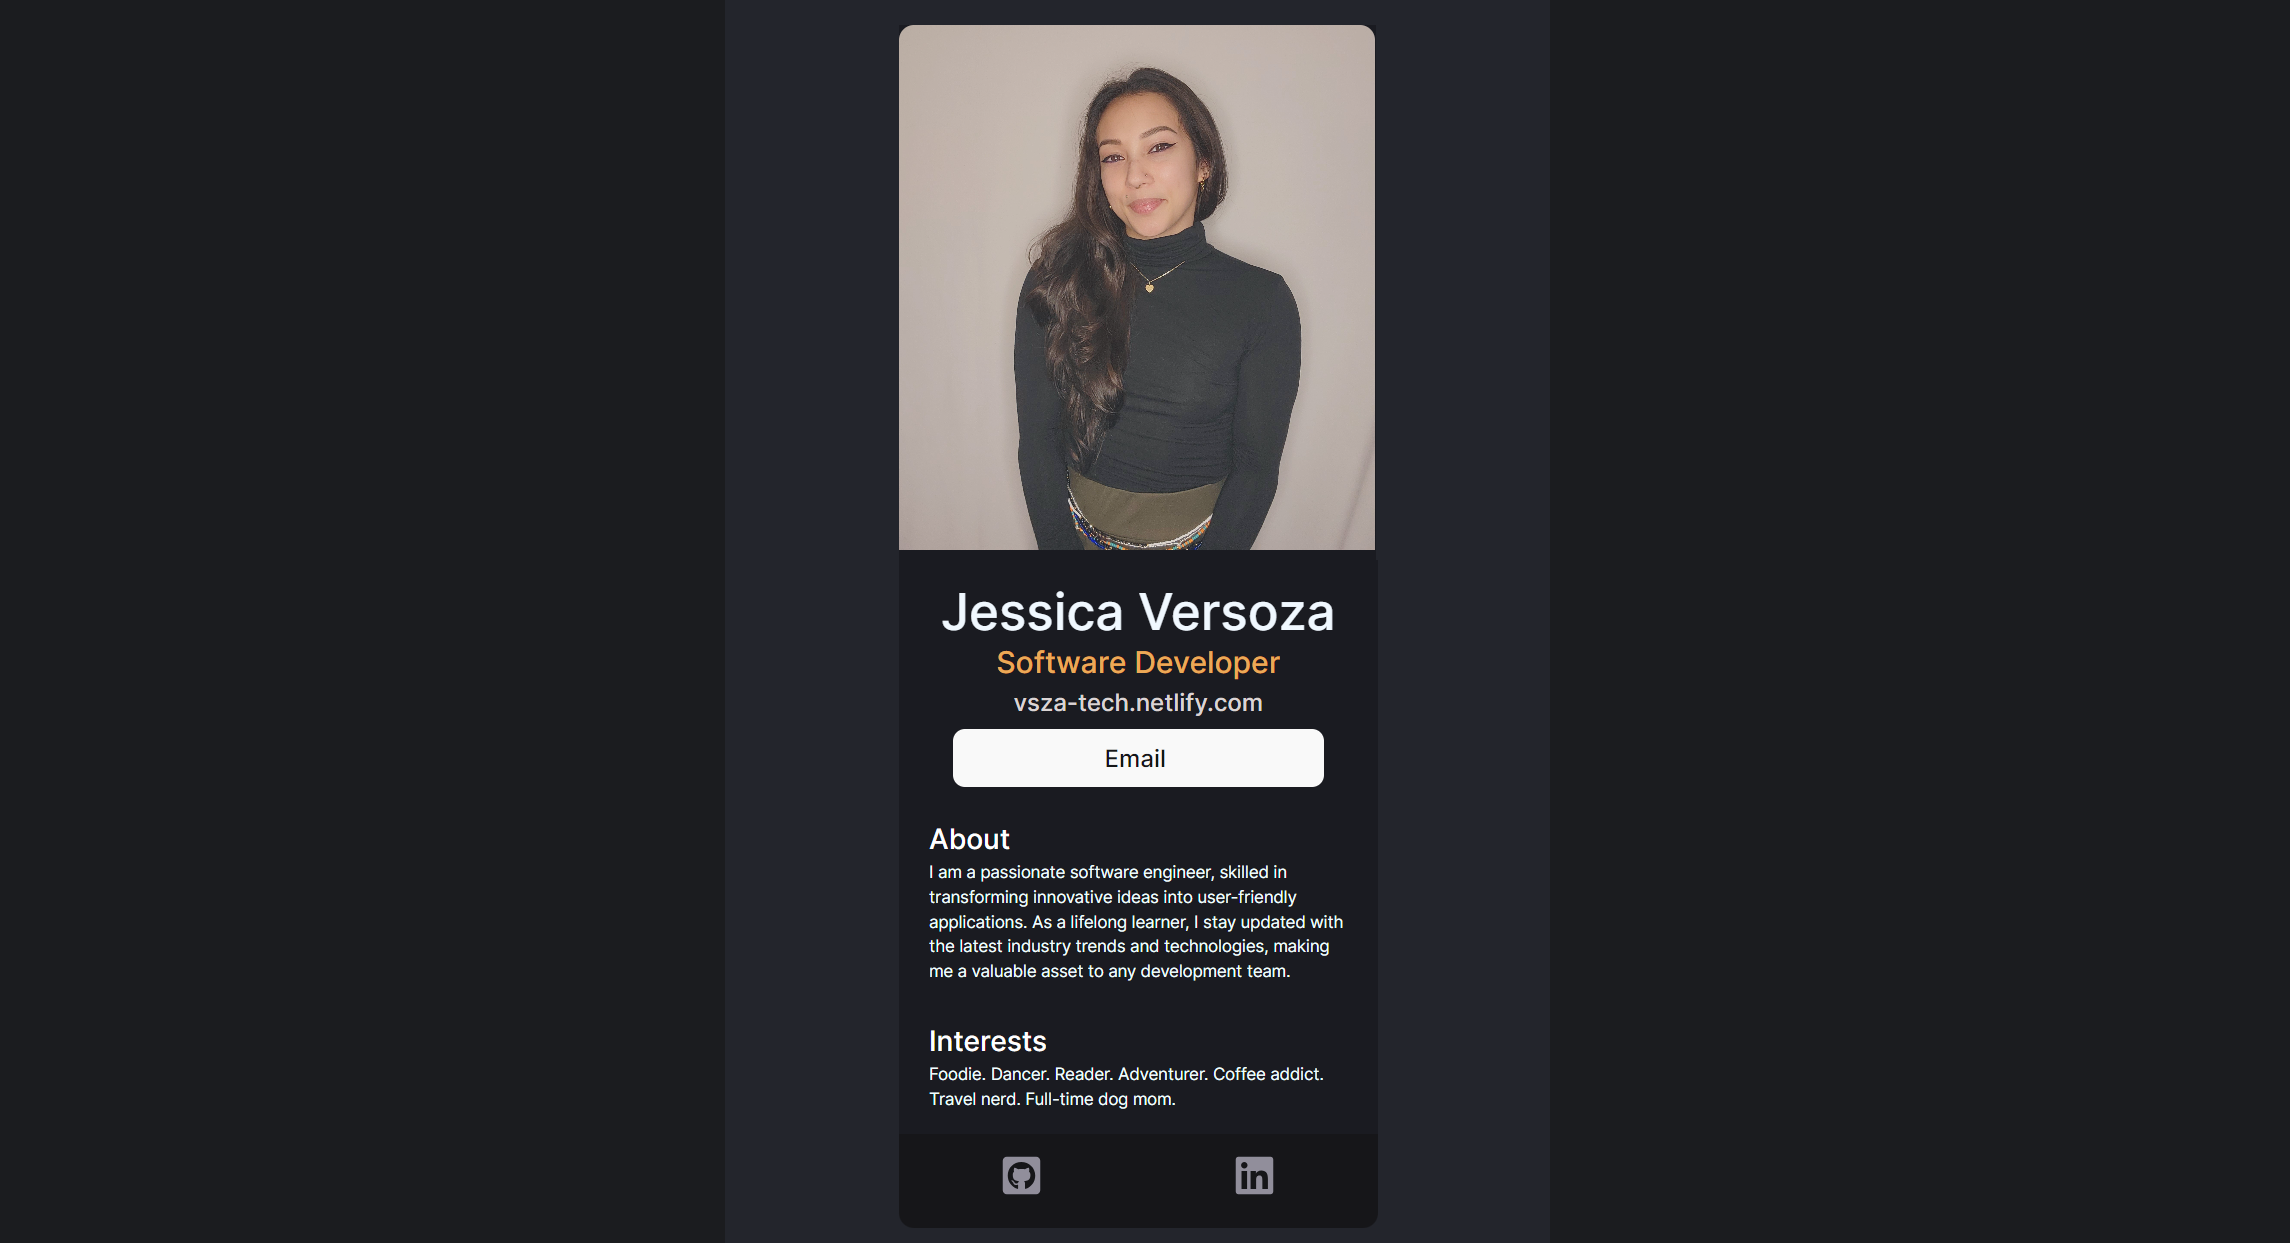 Jessica Versoza
Software Developer
vsza-tech.netlify.com
Email
About
I am a passionate software engineer, skilled in
transforming innovative ideas into user-friendly
applications. As a lifelong learner, I stay updated with
the latest industry trends and technologies, making
me a valuable asset to any development team.
Interests
Foodie. Dancer. Reader. Adventurer. Coffee addict.
Travel nerd. Full-time dog mom.
in